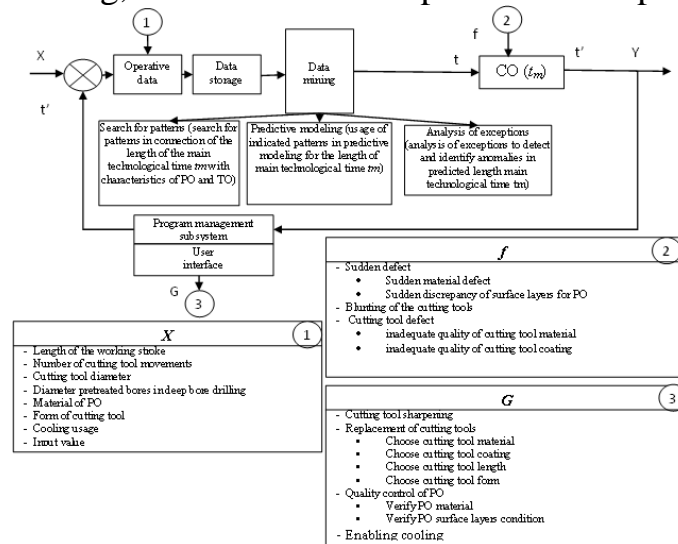 1
2
f
X
Operative
data
Data
storage
Data
mining
t
CO (tm)
t'
Y
t'
Search for patterns (search for
patterns in connection of the
length of the main
technological time tm with
characteristics of PO and TO)
Predictive modeling (usage of
indicated patterns in predictive
modeling for the length of
main technological time tm)
Analysis of exceptions
(analysis of exceptions to detect
and identify anomalies in
predicted length main
technological time tm)
Program management
subsystem
User
interface
G
3
X
1
- Length of the working stroke
- Number of cutting tool movements
- Cutting tool diameter
- Diameter pretreated bores in deep bore drilling
- Material of PO
- Form of cutting tool
- Cooling usage
- Input value
f
2
- Sudden defect
• Sudden material defect
• Sudden discrepancy of surface layers for PO
- Blunting of the cutting tools
- Cutting tool defect
• inadequate quality of cutting tool material
• inadequate quality of cutting tool coating
G
3
- Cutting tool sharpening
- Replacement of cutting tools
▪ Choose cutting tool material
▪ Choose cutting tool coating
▪ Choose cutting tool length
▪ Choose cutting tool form
- Quality control of PO
▪ Verify PO material
▪ Verify PO surface layers condition
- Enabling cooling